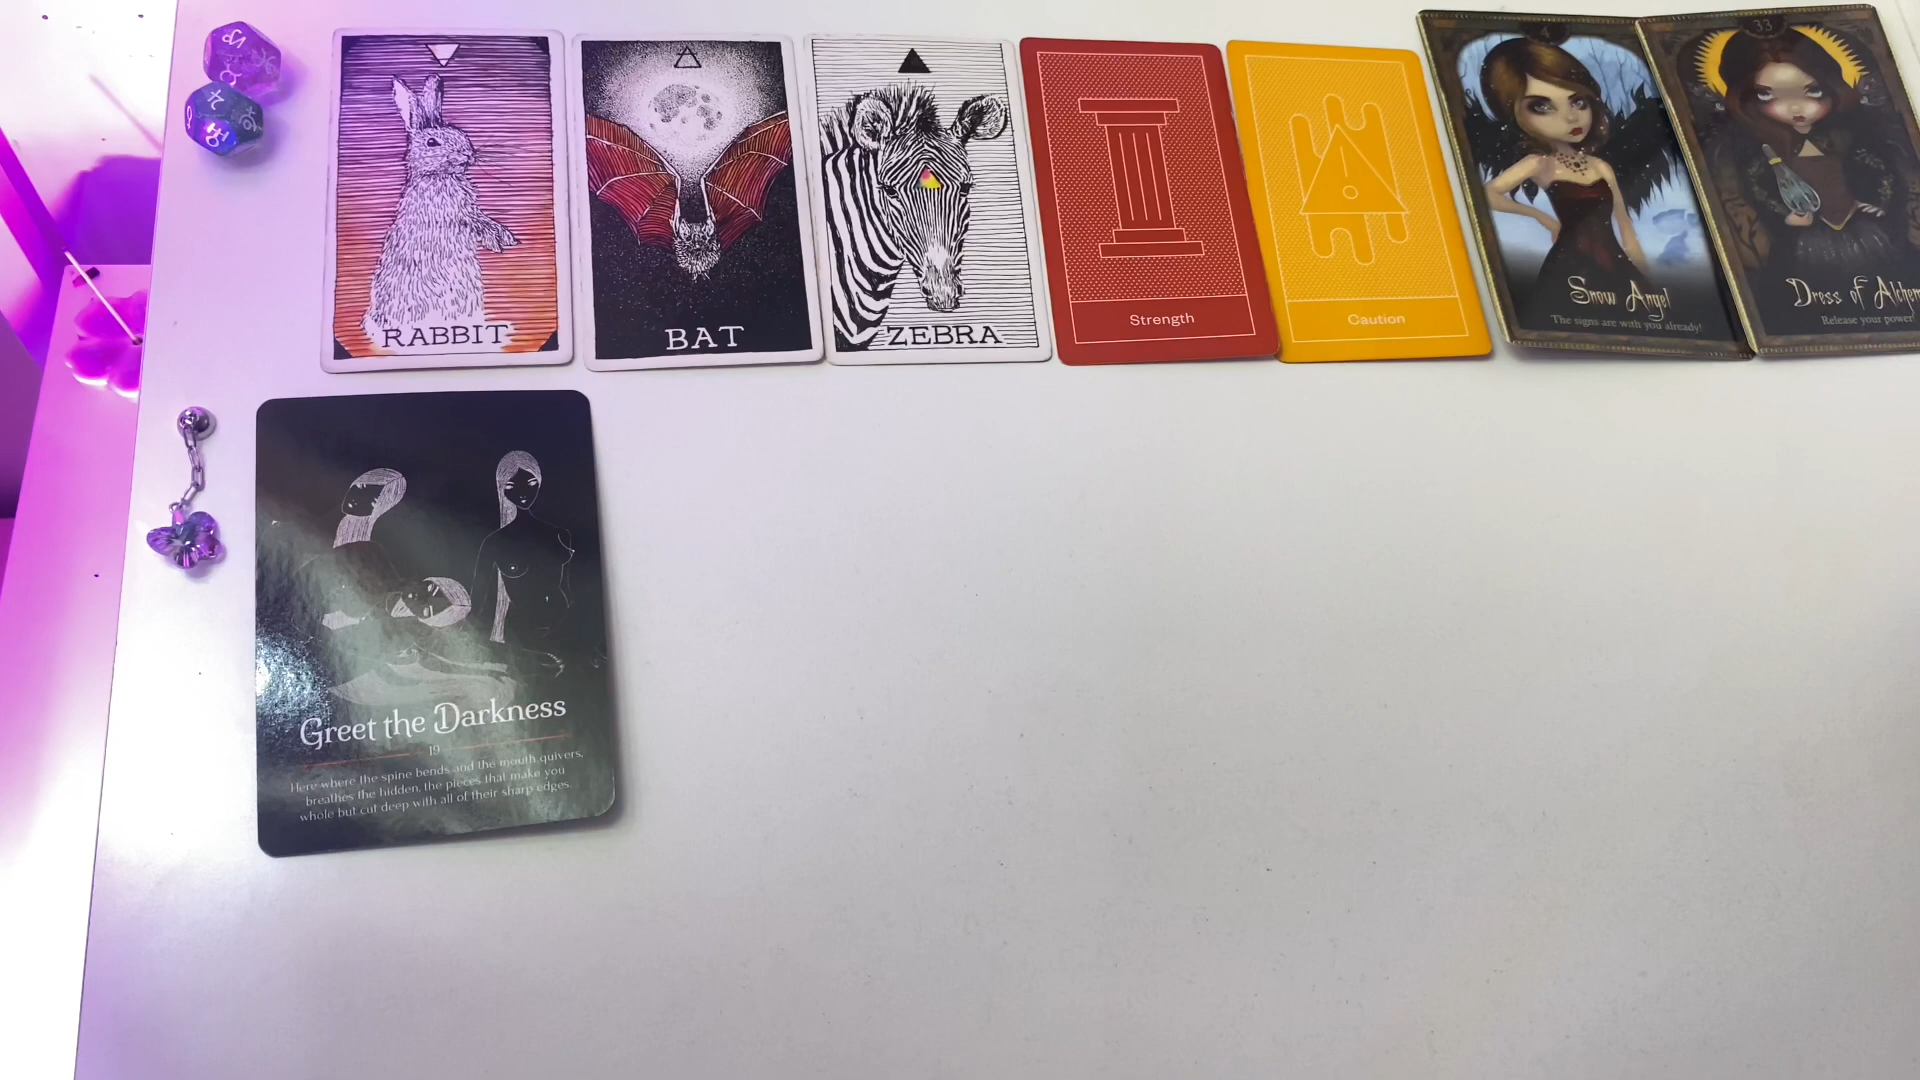 RABBIT
BAT
ZEBRA
Strength
Caution
4
Snow Angel
The signs are with you already!
33
Dress of Alchem
Release your power!
Greet the Darkness
19
Here where the spine bends and the mouth quivers,
breathes the hidden, the pieces that make you
whole but cut deep with all of their sharp edges.